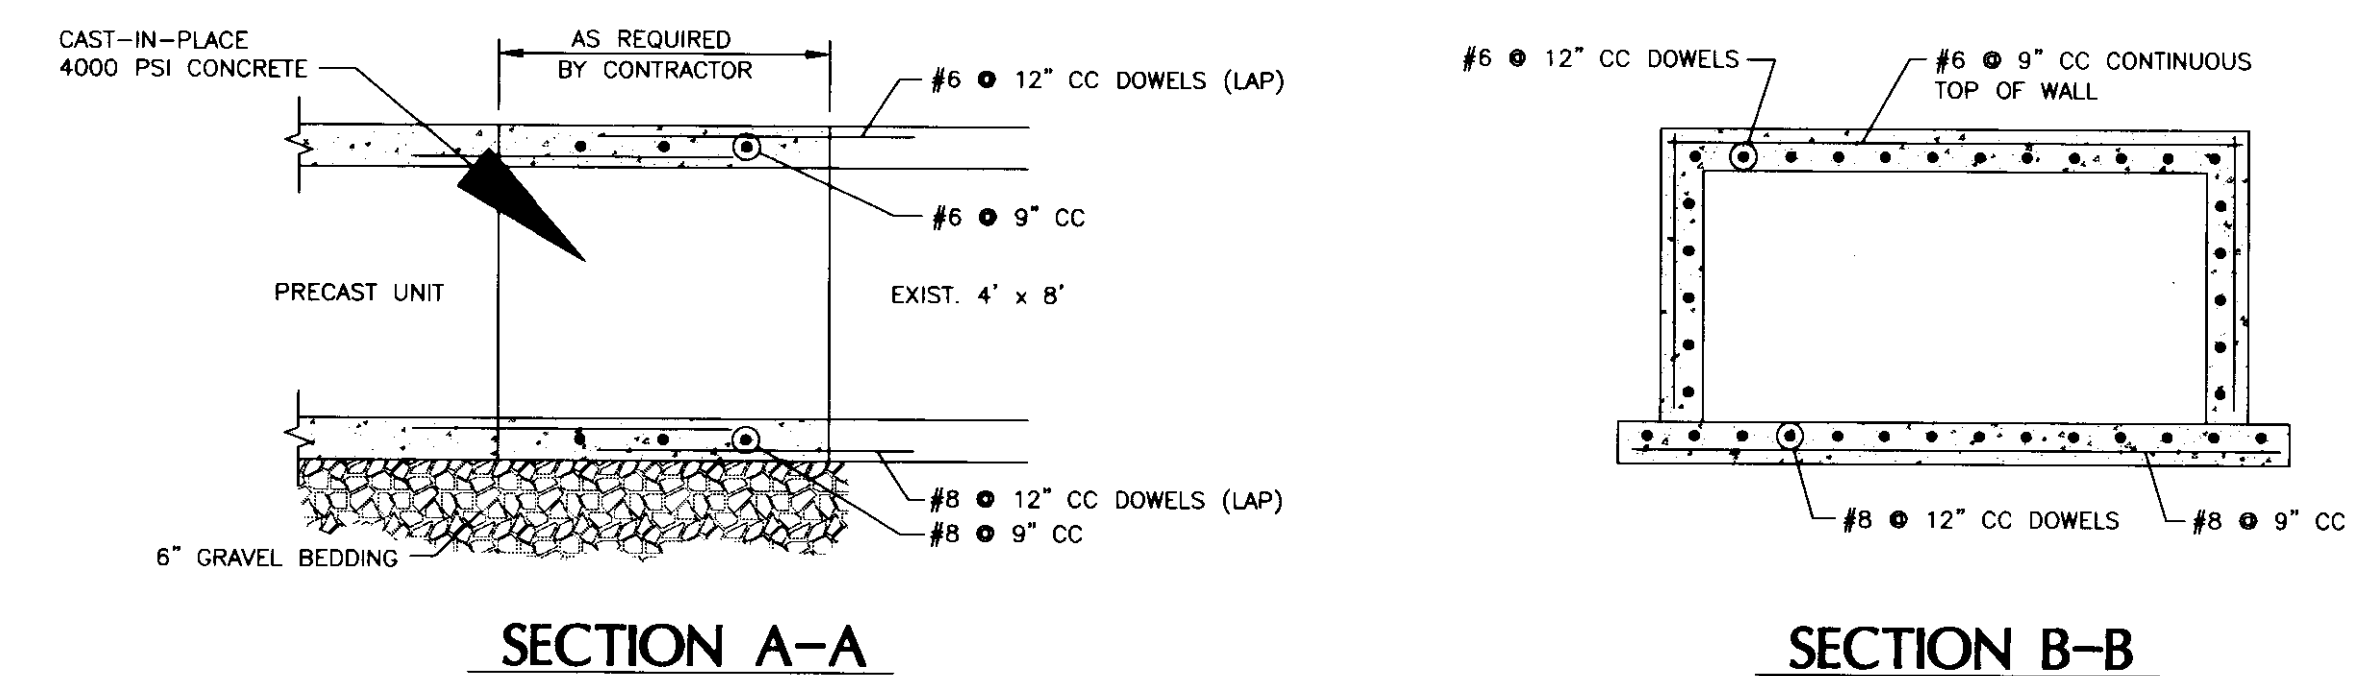 CAST-IN-PLACE
4000 PSI CONCRETE
AS REQUIRED
BY CONTRACTOR
#6 @ 12" CC DOWELS (LAP)
#6 @ 9" CC
PRECAST UNIT
EXIST. 4' x 8'
#8 @ 12" CC DOWELS (LAP)
#8 @ 9" CC
6" GRAVEL BEDDING
SECTION A-A
#6 @ 12" CC DOWELS
#6 @ 9" CC CONTINUOUS
TOP OF WALL
#8 @ 12" CC DOWELS
#8 @ 9" CC
SECTION B-B